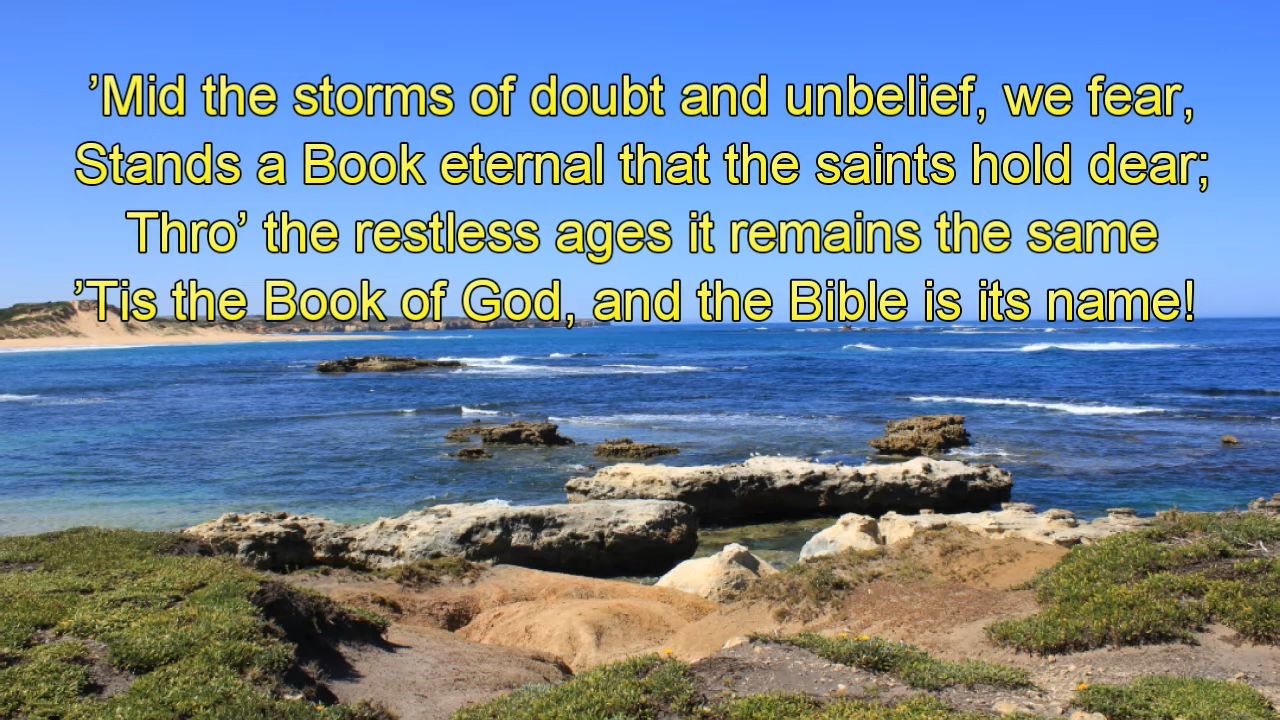 ’Mid the storms of doubt and unbelief, we fear,
Stands a Book eternal that the saints hold dear;
Thro’ the restless ages it remains the same
’Tis the Book of God, and the Bible is its name!